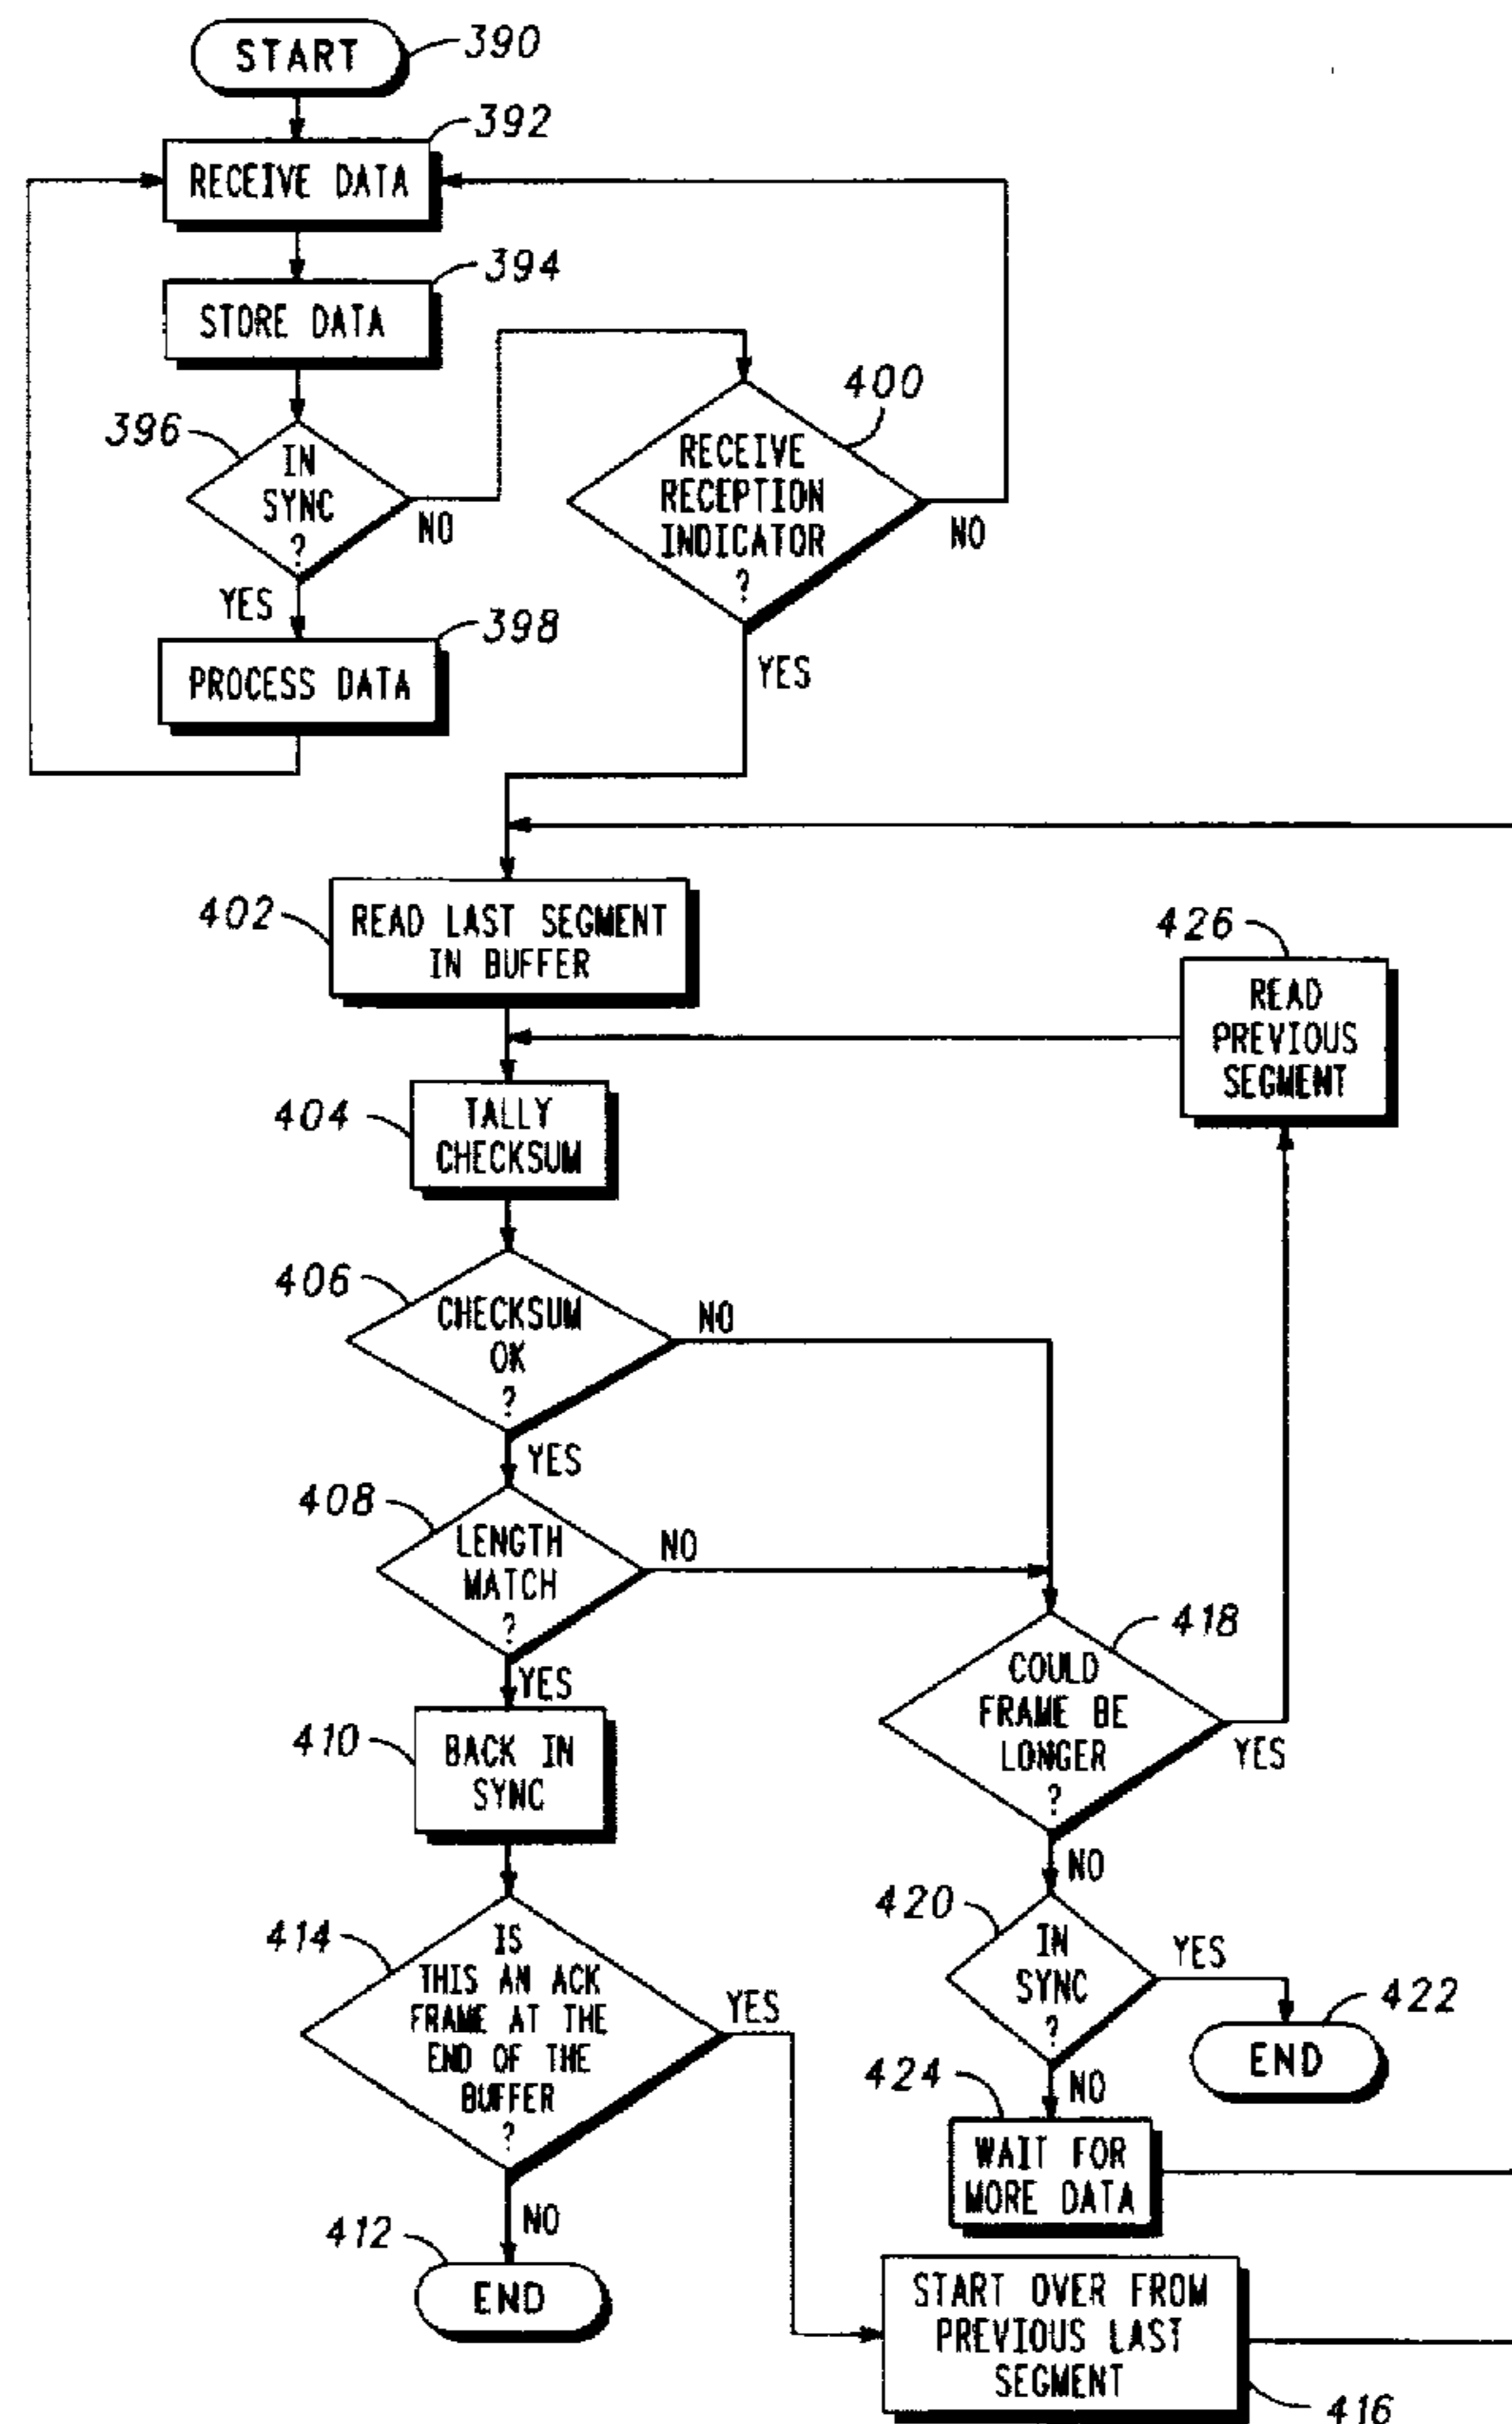 START
390
392
RECEIVE DATA
394
STORE DATA
396
IN
SYNC
?
NO
YES
400
RECEIVE
RECEPTION
INDICATOR
?
NO
YES
398
PROCESS DATA
402
READ LAST SEGMENT
IN BUFFER
426
READ
PREVIOUS
SEGMENT
404
TALLY
CHECKSUM
406
CHECKSUM
OK
?
NO
YES
408
LENGTH
MATCH
?
NO
YES
418
COULD
FRAME BE
LONGER
?
YES
NO
410
BACK IN
SYNC
414
IS
THIS AN ACK
FRAME AT THE
END OF THE
BUFFER
?
YES
NO
420
IN
SYNC
?
YES
NO
422
END
424
WAIT FOR
MORE DATA
412
END
START OVER FROM
PREVIOUS LAST
SEGMENT
416